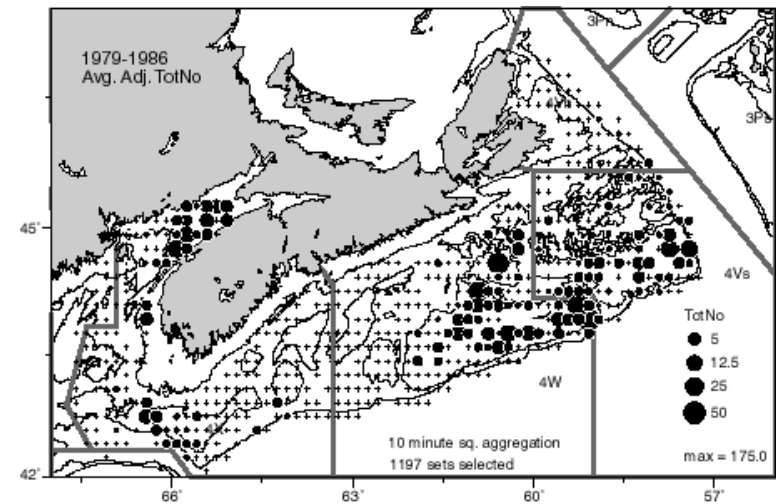 3Pn
1979-1986
Avg. Adj. TotNo
4Vn
3Ps
45°
4Vs
TotNo
5
12.5
25
50
4W
4X
10 minute sq. aggregation
1197 sets selected
max = 175.0
42°
66°
63°
60°
57°